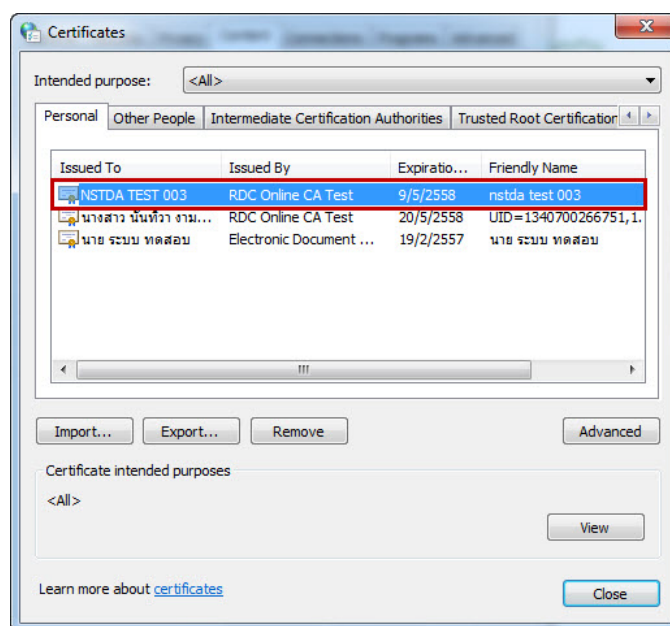 Certificates
Intended purpose: <All>
Personal Other People Intermediate Certification Authorities Trusted Root Certification
Issued To Issued By Expiratio... Friendly Name
NSTDA TEST 003 RDC Online CA Test 9/5/2558 nstda test 003
นางสาว นันทิวา งาม... RDC Online CA Test 20/5/2558 UID=1340700266751,1.
นาย ระบบ ทดสอบ Electronic Document ... 19/2/2557 นาย ระบบ ทดสอบ
Import... Export... Remove Advanced
Certificate intended purposes
<All>
View
Learn more about certificates
Close